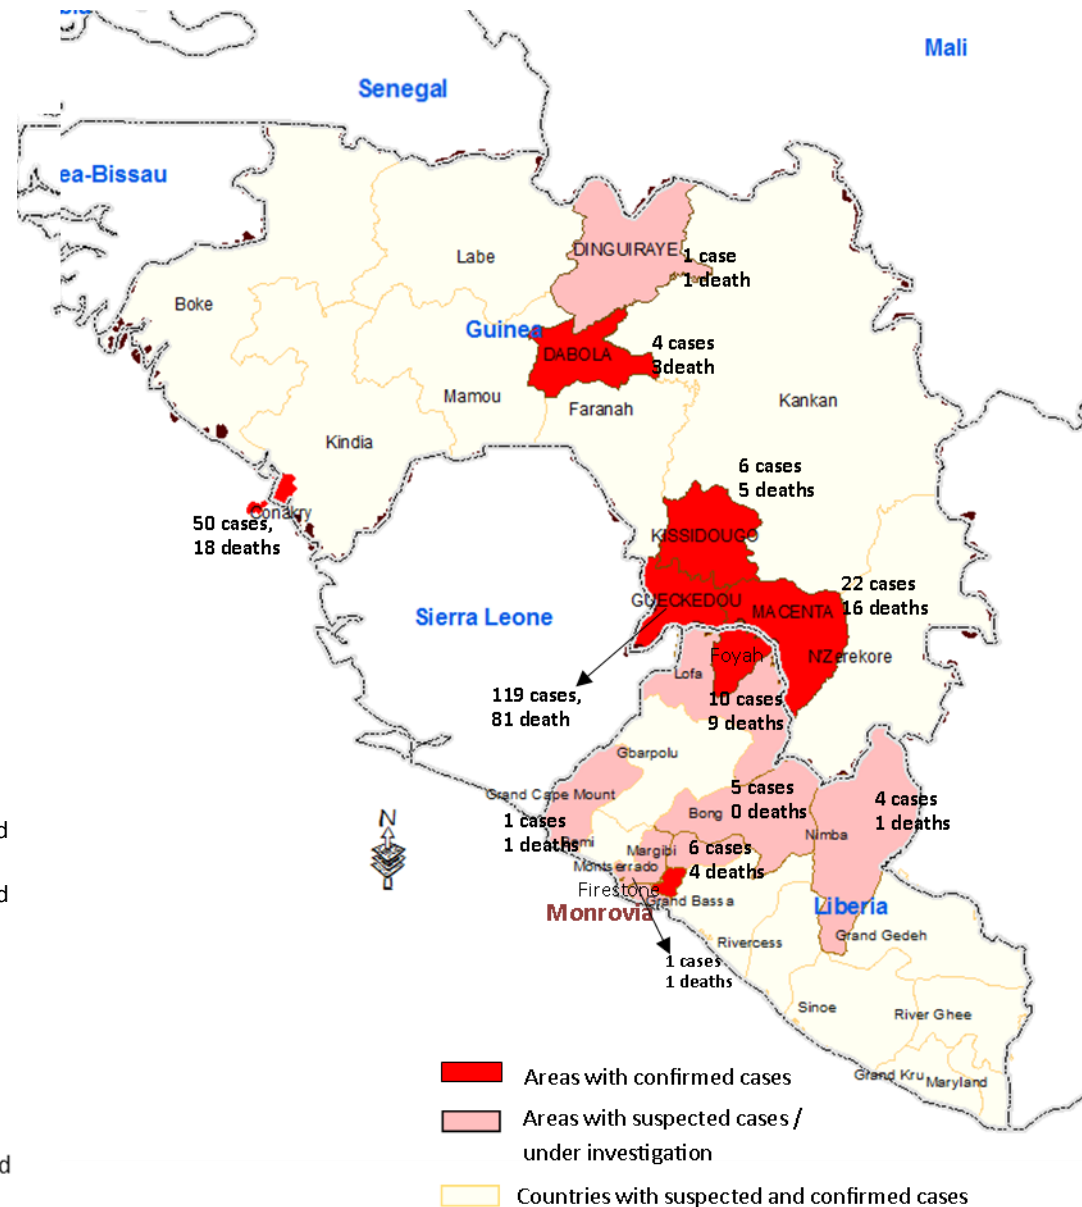 Mali
Senegal
ea-Bissau
DINGUIRAYE
1 case
1 death
Labe
Boke
Guinea
DABOLA
4 cases
3death
Mamou
Faranah
Kankan
Kindia
6 cases
5 deaths
Conakry
50 cases,
18 deaths
KISSIDOUGO
22 cases
16 deaths
GUECKEDOU
MACENTA
Sierra Leone
Foyah
N'Zerekore
Lofa
119 cases,
81 death
10 cases
9 deaths
Gbarpolu
Grand Cape Mount
5 cases
0 deaths
4 cases
1 deaths
1 cases
1 deaths
Bong
Nimba
N
Margibi
6 cases
4 deaths
Montserrado
Firestone
Grand Bassa
Monrovia
Liberia
Rivercess
Grand Gedeh
1 cases
1 deaths
Sinoe
River Ghee
Grand Kru
Maryland
d
d
d
Areas with confirmed cases
Areas with suspected cases /
under investigation
Countries with suspected and confirmed cases